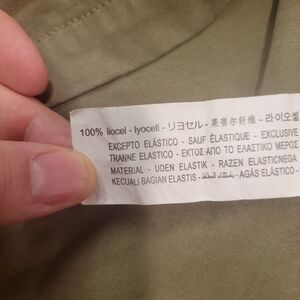 100% liocel - lyocell - リヨセル - 莱赛尔纤维 - 라이오셀
EXCEPTO ELÁSTICO - SAUF ÉLASTIQUE - EXCLUSIVE
TRANNE ELASTICO - ΕΚΤΟΣ ΑΠΟ ΤΟ ΕΛΑΣΤΙΚΟ ΜΕΡΟΣ
MATERIAL - UDEN ELASTIK - RAZEN ELASTICNEGA
KECUALI BAGIAN ELASTIS - - AGÁS ELÁSTICO -